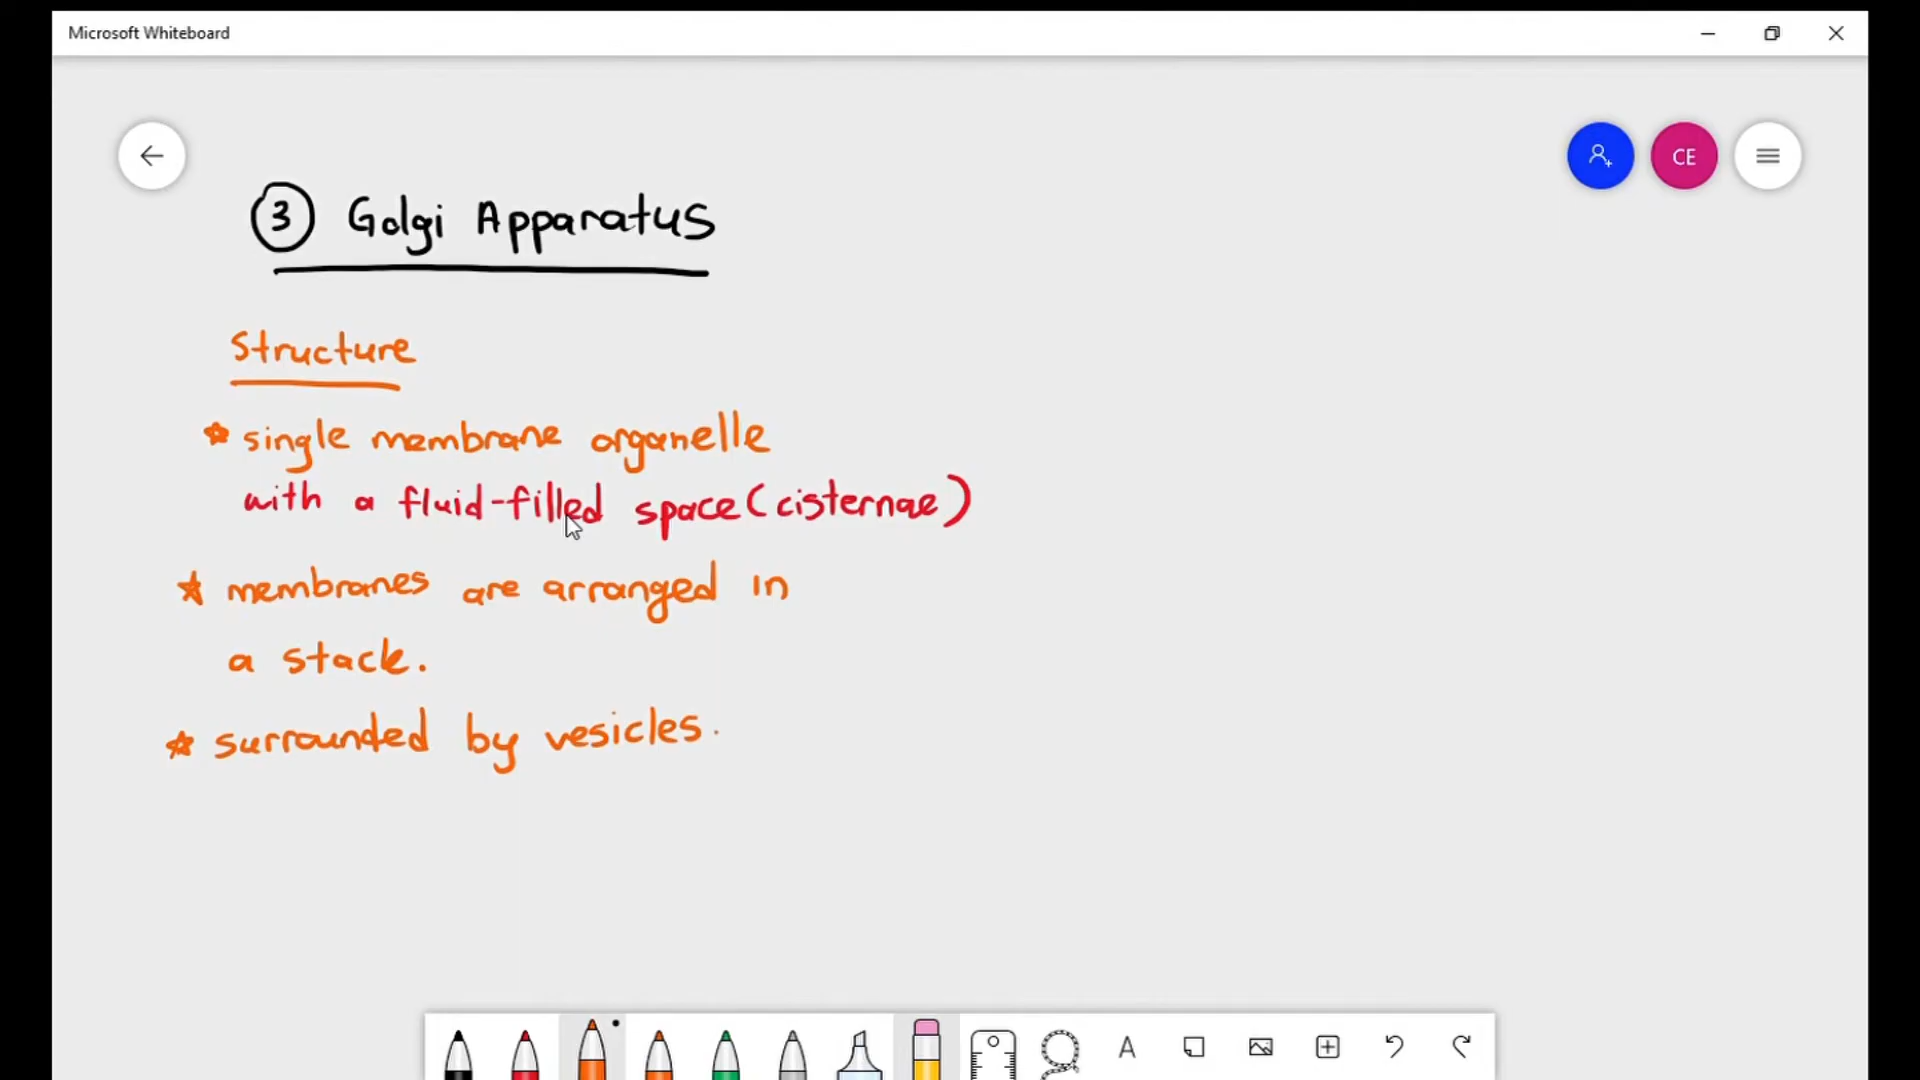 Microsoft Whiteboard
CE
3 Golgi Apparatus
Structure
single membrane organelle
with a fluid-filled space (cisternae)
membranes are arranged in
a stack.
surrounded by vesicles.
A